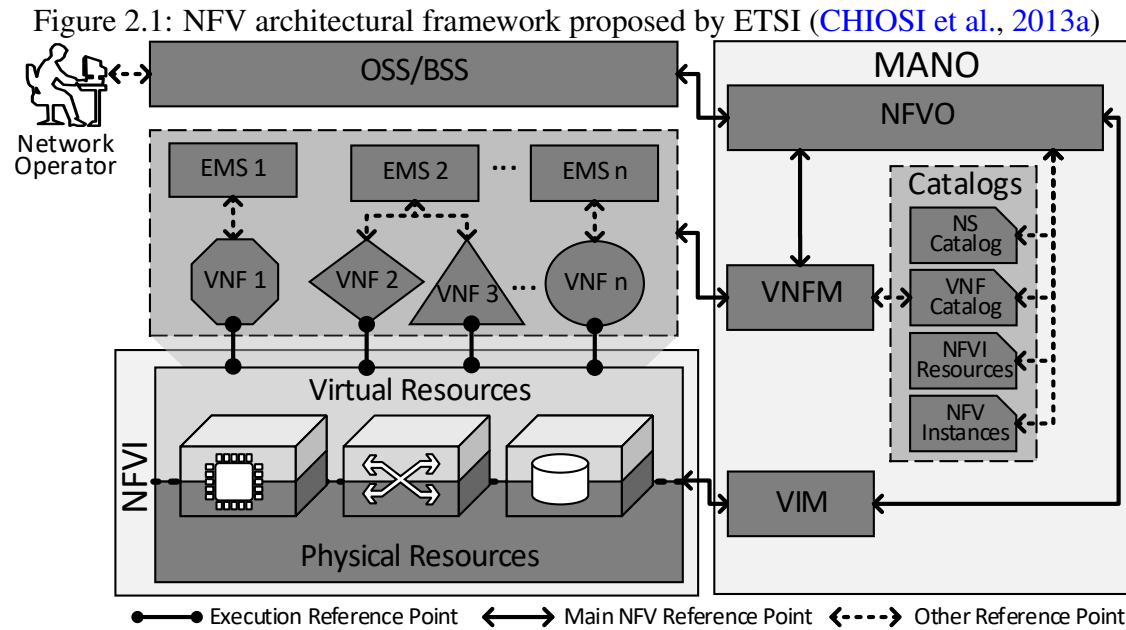 Figure 2.1: NFV architectural framework proposed by ETSI (CHIOSI et al., 2013a)
Network
Operator
OSS/BSS
EMS 1
EMS 2
...
EMS n
VNF 1
VNF 2
VNF 3
...
VNF n
NFVI
Virtual Resources
Physical Resources
MANO
NFVO
VNFM
VIM
Catalogs
NS
Catalog
VNF
Catalog
NFVI
Resources
NFV
Instances
Execution Reference Point
Main NFV Reference Point
Other Reference Point